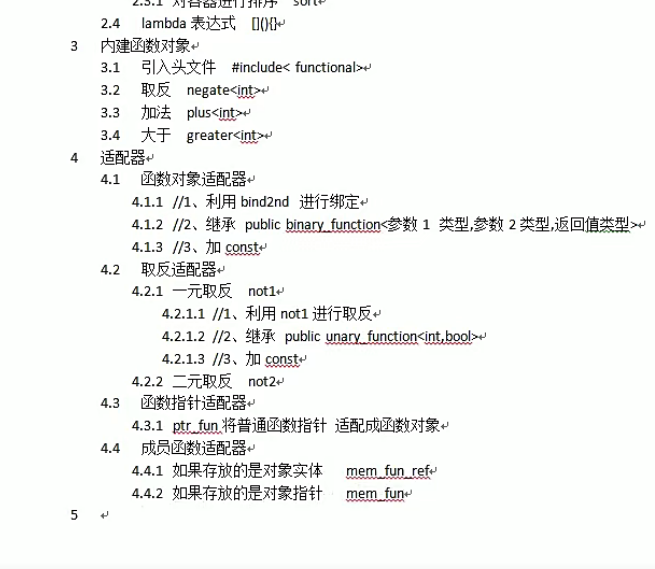 2.3.1 对容器进行排序 sort
2.4 lambda 表达式 [](){}
3 内建函数对象
3.1 引入头文件 #include< functional>
3.2 取反 negate<int>
3.3 加法 plus<int>
3.4 大于 greater<int>
4 适配器
4.1 函数对象适配器
4.1.1 //1、利用 bind2nd 进行绑定
4.1.2 //2、继承 public binary_function<参数 1 类型,参数 2 类型,返回值类型>
4.1.3 //3、加 const
4.2 取反适配器
4.2.1 一元取反 not1
4.2.1.1 //1、利用 not1 进行取反
4.2.1.2 //2、继承 public unary_function<int,bool>
4.2.1.3 //3、加 const
4.2.2 二元取反 not2
4.3 函数指针适配器
4.3.1 ptr_fun 将普通函数指针 适配成函数对象
4.4 成员函数适配器
4.4.1 如果存放的是对象实体 mem_fun_ref
4.4.2 如果存放的是对象指针 mem_fun
5